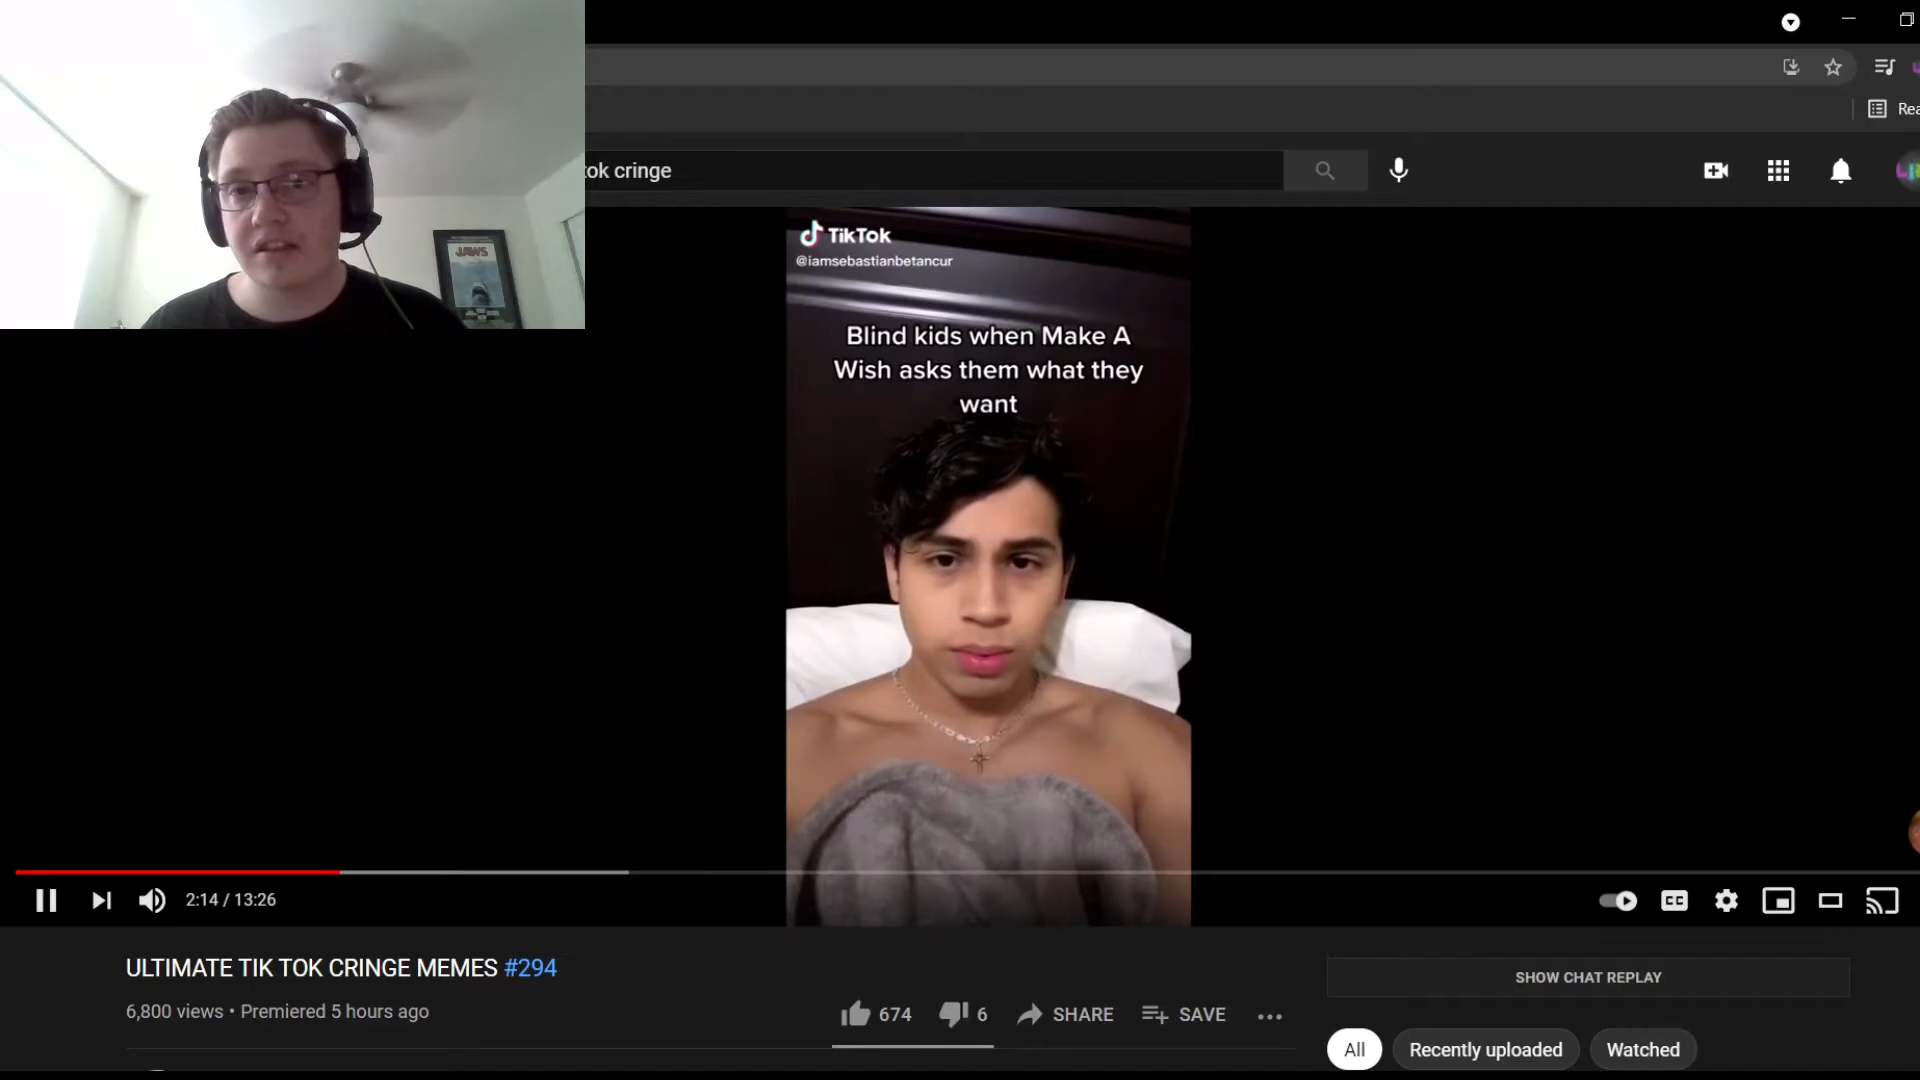 JAWS
Rea
tok cringe
TikTok
@iamsebastianbetancur
Blind kids when Make A
Wish asks them what they
want
2:14 / 13:26
CC
ULTIMATE TIK TOK CRINGE MEMES #294
6,800 views • Premiered 5 hours ago
674
6
SHARE
SAVE
SHOW CHAT REPLAY
All
Recently uploaded
Watched